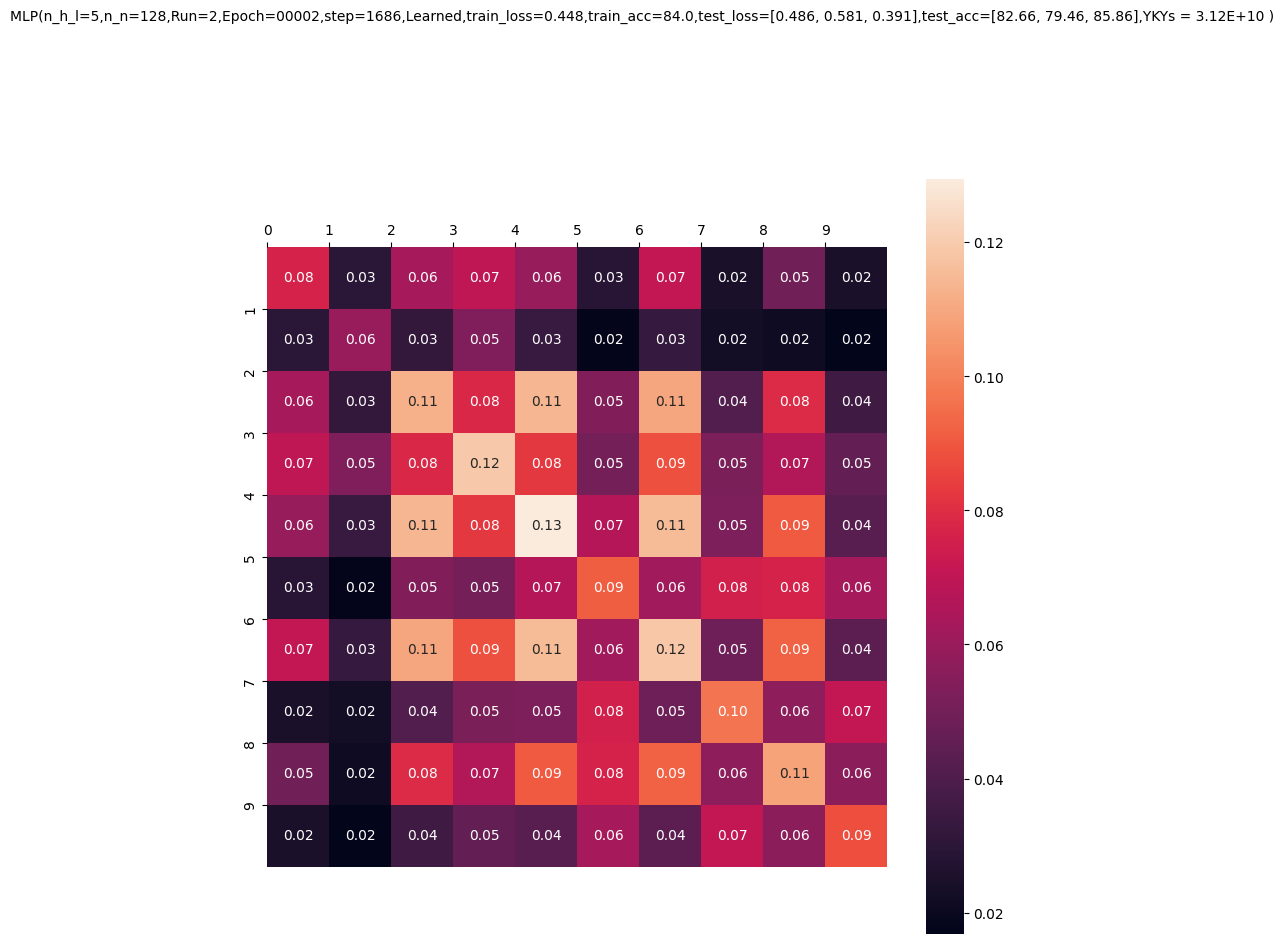 MLP(n_h_l=5,n_n=128,Run=2,Epoch=00002,step=1686,Learned,train_loss=0.448,train_acc=84.0,test_loss=[0.486, 0.581, 0.391],test_acc=[82.66, 79.46, 85.86],YKYs = 3.12E+10 )
0 1 2 3 4 5 6 7 8 9
0.08 0.03 0.06 0.07 0.06 0.03 0.07 0.02 0.05 0.02
1
0.03 0.06 0.03 0.05 0.03 0.02 0.03 0.02 0.02 0.02
2
0.06 0.03 0.11 0.08 0.11 0.05 0.11 0.04 0.08 0.04
3
0.07 0.05 0.08 0.12 0.08 0.05 0.09 0.05 0.07 0.05
4
0.06 0.03 0.11 0.08 0.13 0.07 0.11 0.05 0.09 0.04
5
0.03 0.02 0.05 0.05 0.07 0.09 0.06 0.08 0.08 0.06
6
0.07 0.03 0.11 0.09 0.11 0.06 0.12 0.05 0.09 0.04
7
0.02 0.02 0.04 0.05 0.05 0.08 0.05 0.10 0.06 0.07
8
0.05 0.02 0.08 0.07 0.09 0.08 0.09 0.06 0.11 0.06
9
0.02 0.02 0.04 0.05 0.04 0.06 0.04 0.07 0.06 0.09
0.12
0.10
0.08
0.06
0.04
0.02